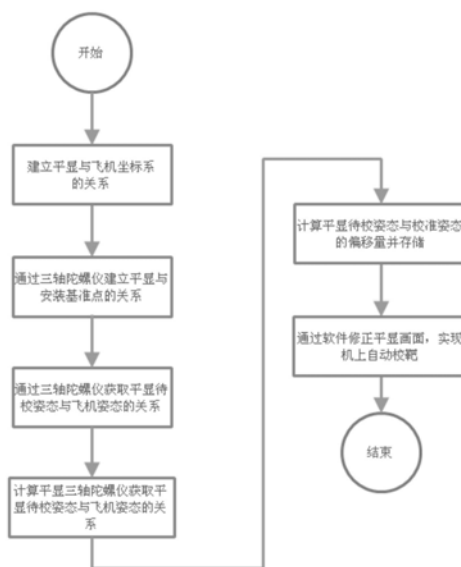 开始
建立平显与飞机坐标系
的关系
通过三轴陀螺仪建立平显与
安装基准点的关系
通过三轴陀螺仪获取平显待
校姿态与飞机姿态的关系
计算平显三轴陀螺仪获取平
显待校姿态与飞机姿态的关
系
计算平显待校姿态与校准姿态
的偏移量并存储
通过软件修正平显画面，实现
机上自动校靶
结束